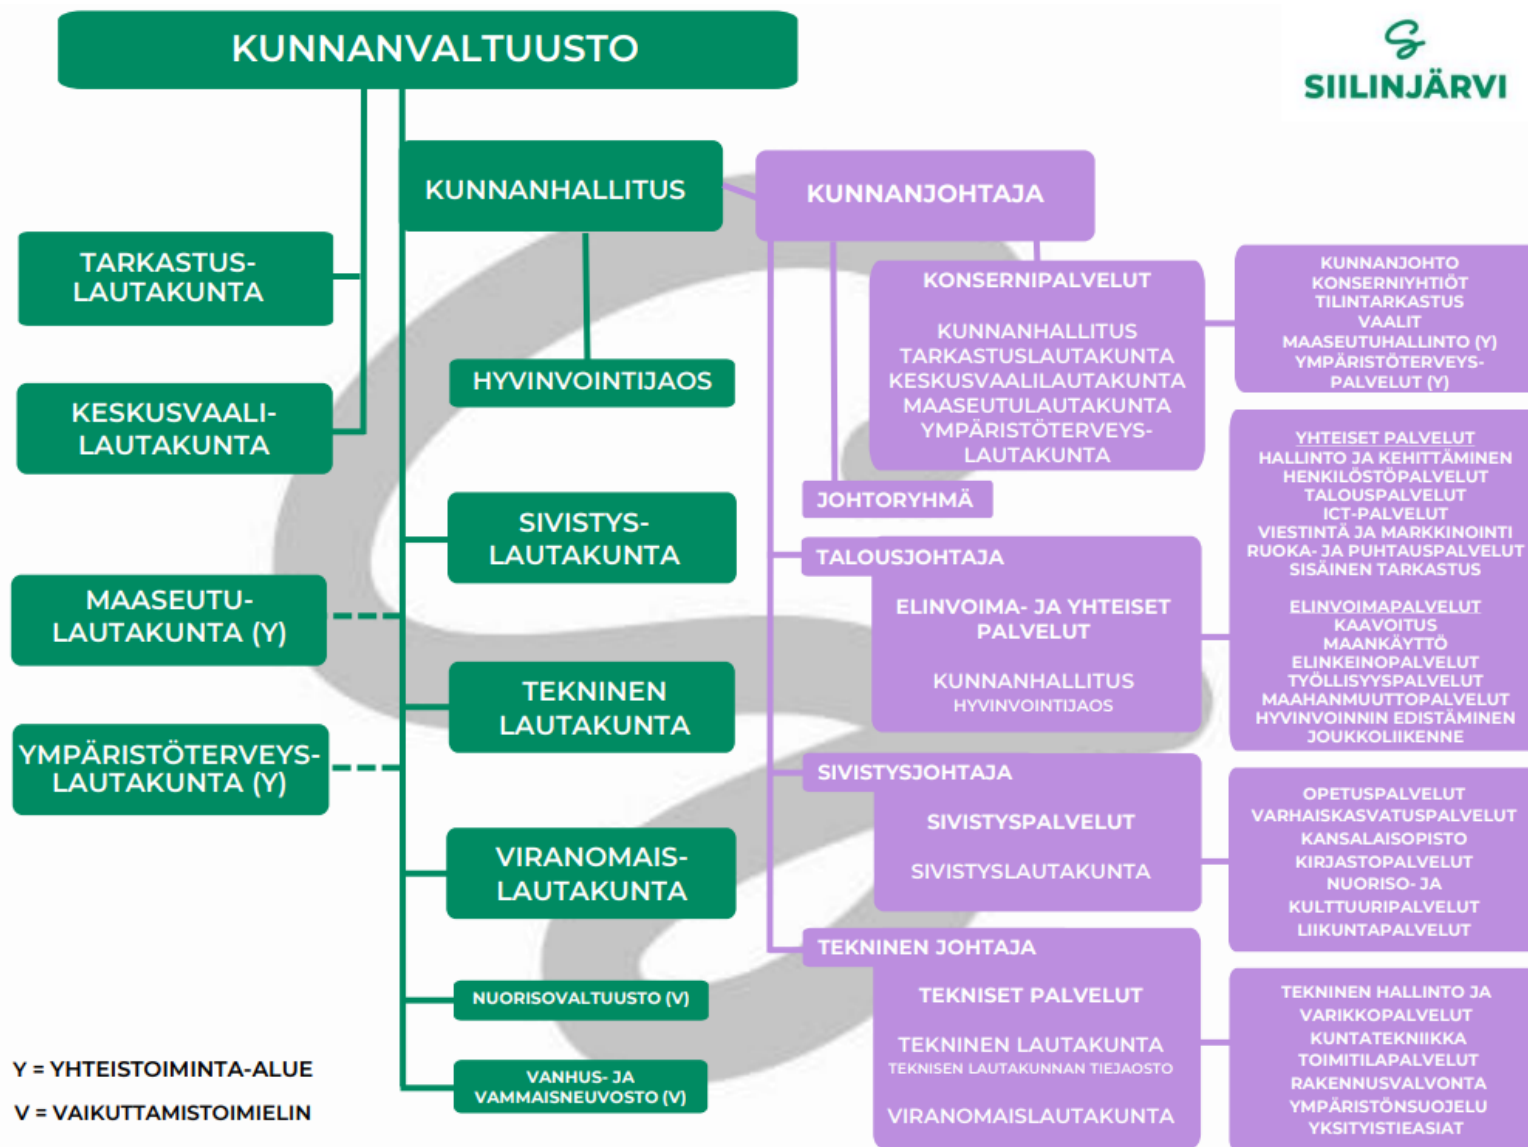 KUNNANVALTUUSTO
SIILINJÄRVI
KUNNANHALLITUS
KUNNANJOHTAJA
TARKASTUS-
LAUTAKUNTA
KESKUSVAALI-
LAUTAKUNTA
MAASEUTU-
LAUTAKUNTA (Y)
YMPÄRISTÖTERVEYS-
LAUTAKUNTA (Y)
HYVINVOINTIJAOS
SIVISTYS-
LAUTAKUNTA
TEKNINEN
LAUTAKUNTA
VIRANOMAIS-
LAUTAKUNTA
NUORISOVALTUUSTO (V)
VANHUS- JA
VAMMAISNEUVOSTO (V)
KONSERNIPALVELUT
KUNNANHALLITUS
TARKASTUSLAUTAKUNTA
KESKUSVAALILAUTAKUNTA
MAASEUTULAUTAKUNTA
YMPÄRISTÖTERVEYS-
LAUTAKUNTA
KUNNANJOHTO
KONSERNIYHTIÖT
TILINTARKASTUS
VAALIT
MAASEUTUHALLINTO (Y)
YMPÄRISTÖTERVEYS-
PALVELUT (Y)
JOHTORYHMÄ
TALOUSJOHTAJA
ELINVOIMA- JA YHTEISET
PALVELUT
KUNNANHALLITUS
HYVINVOINTIJAOS
YHTEISET PALVELUT
HALLINTO JA KEHITTÄMINEN
HENKILÖSTÖPALVELUT
TALOUSPALVELUT
ICT-PALVELUT
VIESTINTÄ JA MARKKINOINTI
RUOKA- JA PUHTAUSPALVELUT
SISÄINEN TARKASTUS
ELINVOIMAPALVELUT
KAAVOITUS
MAANKÄYTTÖ
ELINKEINOPALVELUT
TYÖLLISYYSPALVELUT
MAAHANMUUTTOPALVELUT
HYVINVOINNIN EDISTÄMINEN
JOUKKOLIIKENNE
SIVISTYSJOHTAJA
SIVISTYSPALVELUT
SIVISTYSLAUTAKUNTA
OPETUSPALVELUT
VARHAISKASVATUSPALVELUT
KANSALAISOPISTO
KIRJASTOPALVELUT
NUORISO- JA
KULTTUURIPALVELUT
LIIKUNTAPALVELUT
TEKNINEN JOHTAJA
TEKNISET PALVELUT
TEKNINEN LAUTAKUNTA
TEKNISEN LAUTAKUNNAN TIEJAOSTO
VIRANOMAISLAUTAKUNTA
TEKNINEN HALLINTO JA
VARIKKOPALVELUT
KUNTATEKNIIKKA
TOIMITILAPALVELUT
RAKENNUSVALVONTA
YMPÄRISTÖNSUOJELU
YKSITYISTIEASIAT
Y = YHTEISTOIMINTA-ALUE
V = VAIKUTTAMISTOIMIELIN